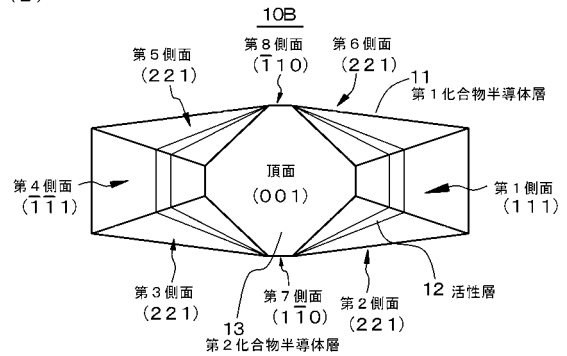 10B
第5側面
(221)
第8側面
(1̅10)
第6側面
(221)
11
第1化合物半導体層
第4側面
(1̅1̅1)
頂面
(001)
第1側面
(111)
第3側面
(221)
13
第2化合物半導体層
第7側面
(11̅0)
第2側面
(221)
12 活性層